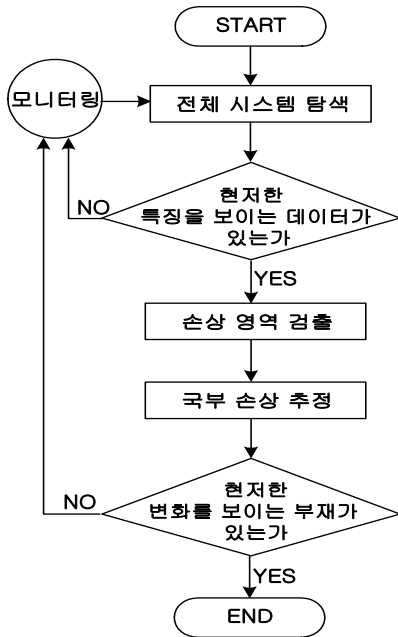 START
모니터링
전체 시스템 탐색
현저한
특징을 보이는 데이터가
있는가
NO
YES
손상 영역 검출
국부 손상 추정
현저한
변화를 보이는 부재가
있는가
NO
YES
END